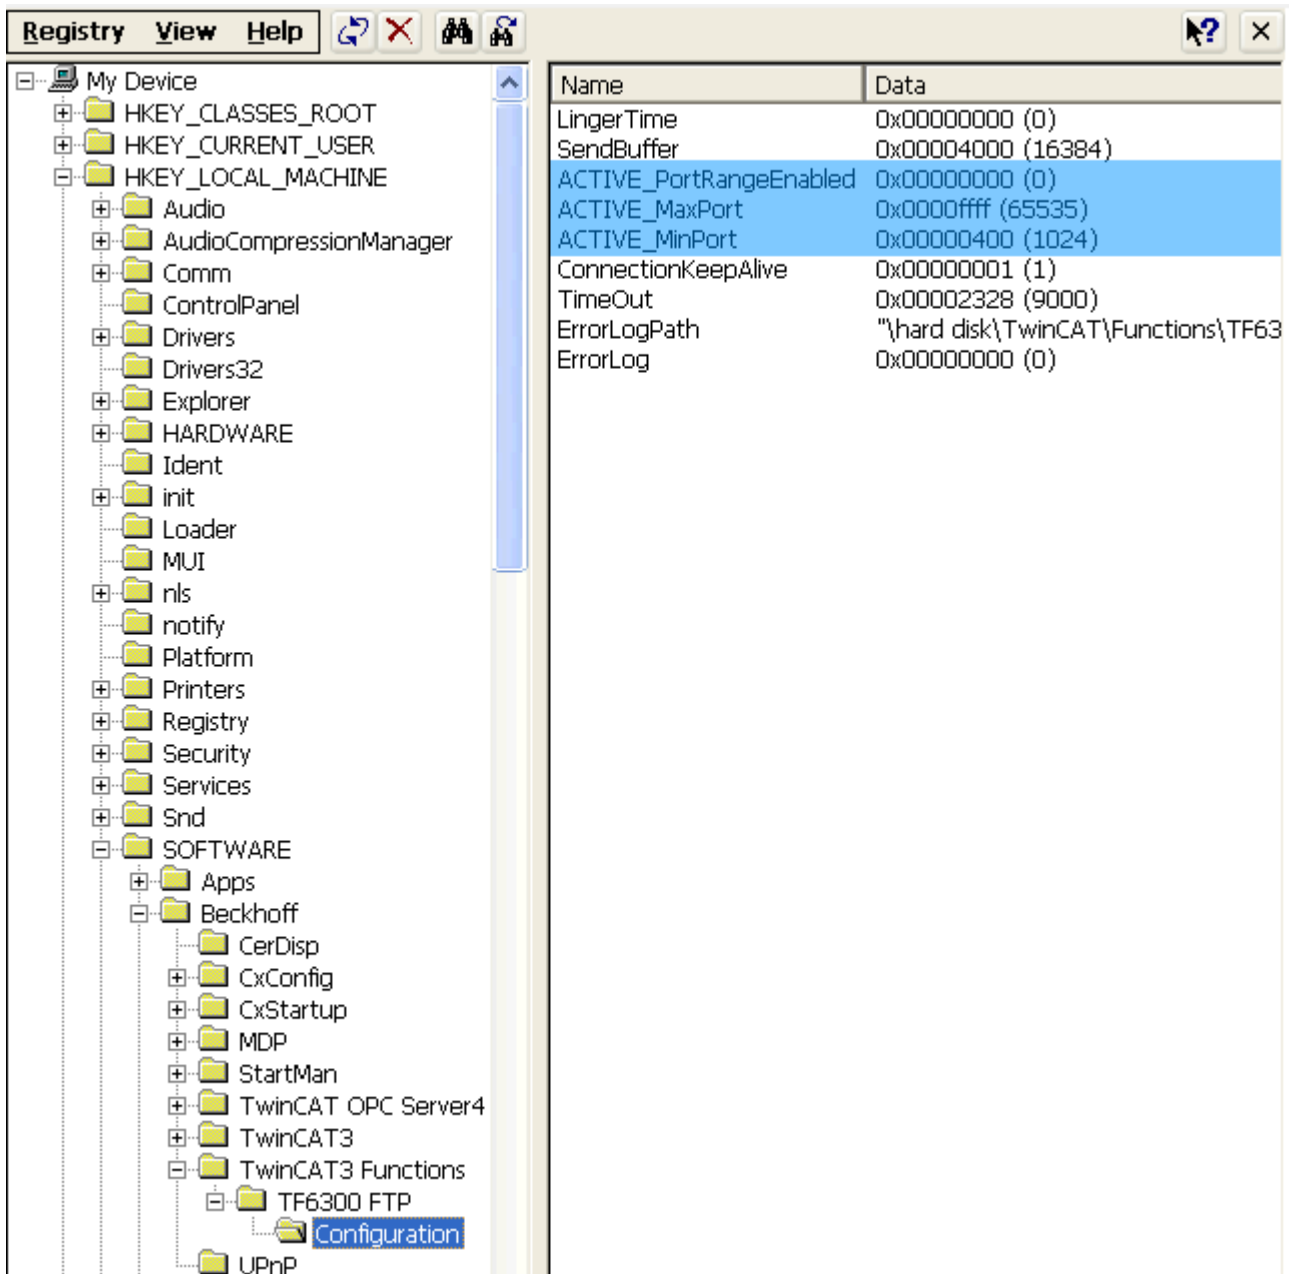 Registry View Help
My Device
HKEY_CLASSES_ROOT
HKEY_CURRENT_USER
HKEY_LOCAL_MACHINE
Audio
AudioCompressionManager
Comm
ControlPanel
Drivers
Drivers32
Explorer
HARDWARE
Ident
init
Loader
MUI
nls
notify
Platform
Printers
Registry
Security
Services
Snd
SOFTWARE
Apps
Beckhoff
CerDisp
CxConfig
CxStartup
MDP
StartMan
TwinCAT OPC Server4
TwinCAT3
TwinCAT3 Functions
TF6300 FTP
Configuration
UPnP
Name Data
LingerTime 0x00000000 (0)
SendBuffer 0x00004000 (16384)
ACTIVE_PortRangeEnabled 0x00000000 (0)
ACTIVE_MaxPort 0x0000ffff (65535)
ACTIVE_MinPort 0x00000400 (1024)
ConnectionKeepAlive 0x00000001 (1)
TimeOut 0x00002328 (9000)
ErrorLogPath "\hard disk\TwinCAT\Functions\TF63
ErrorLog 0x00000000 (0)